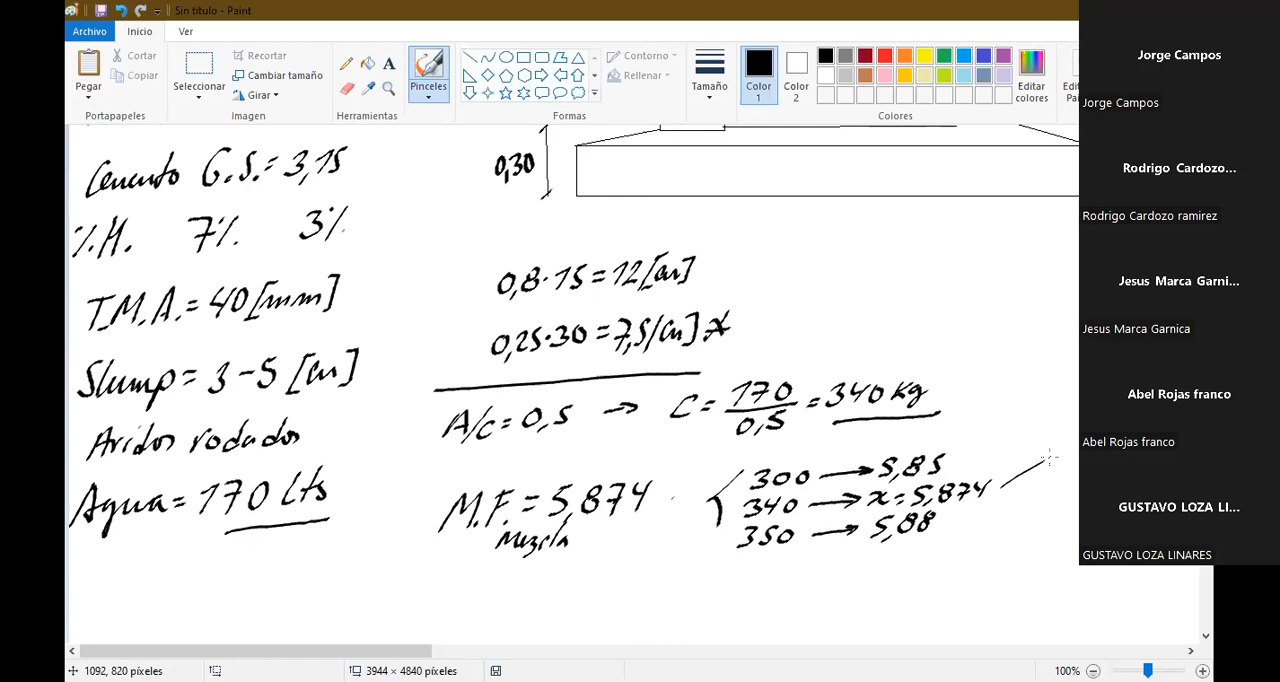 Sin título - Paint
Archivo Inicio Ver
Pegar
Cortar
Copiar
Portapapeles
Seleccionar
Recortar
Cambiar tamaño
Girar
Imagen
A
Herramientas
Pinceles
Contorno
Rellenar
Formas
Tamaño
Color 1
Color 2
Editar colores
Colores
Cemento G.S.= 3,15
%H. 7% 3%
T.M.A.= 40[mm]
Slump= 3-5 [cm]
Aridos rodados
Agua= 170 Lts
0,30
0,8·15=12[cm]
0,25·30=7,5[cm] x
A/c=0,5 → C= 170/0,5 =340 Kg
M.F.=5,874
Mezcla
300 → 5,85
340 → x=5,874
350 → 5,88
1092, 820 píxeles
3944 × 4840 píxeles
100%
Jorge Campos
Jorge Campos
Rodrigo Cardozo...
Rodrigo Cardozo ramirez
Jesus Marca Garni...
Jesus Marca Garnica
Abel Rojas franco
Abel Rojas franco
GUSTAVO LOZA LI...
GUSTAVO LOZA LINARES